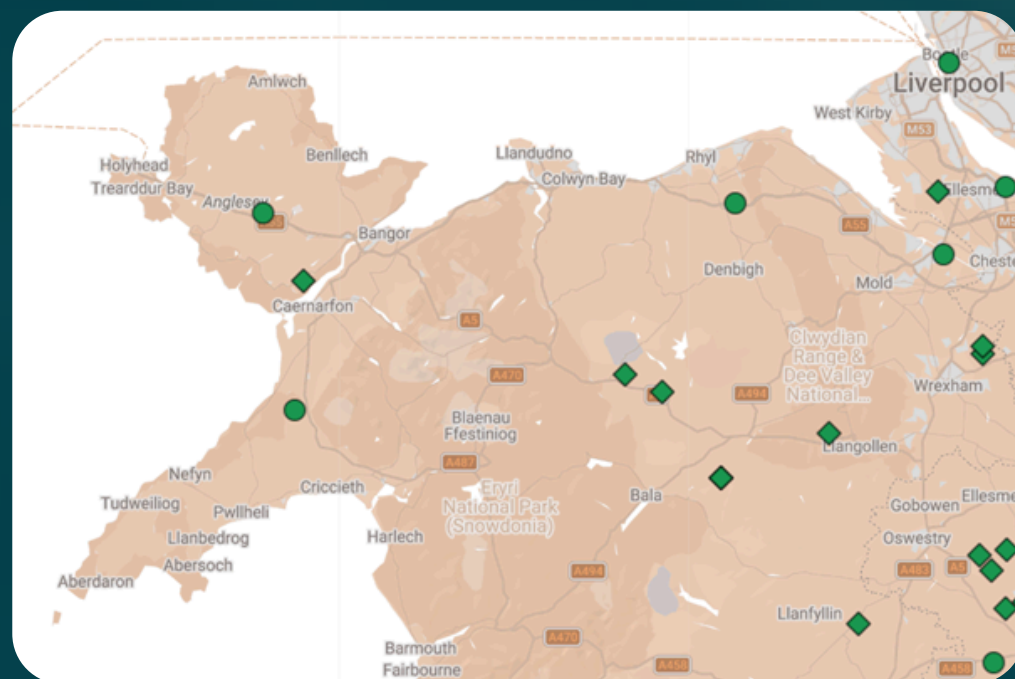 Amlwch
Bootle
Liverpool
West Kirby
M53
Holyhead
Benllech
Llandudno
Rhyl
Trearddur Bay
Colwyn Bay
Anglesey
Bangor
A55
Denbigh
Mold
Caernarfon
A5
Clwydian
Range &
Dee Valley
National...
A470
A494
Wrexham
Blaenau
Ffestiniog
Llangollen
A487
Nefyn
Eryri
National Park
(Snowdonia)
Criccieth
Bala
Tudweiliog
Pwllheli
Gobowen
Llanbedrog
Harlech
Oswestry
Abersoch
Aberdaron
A494
A483
A5
Llanfyllin
A470
Barmouth
Fairbourne
A458
A458